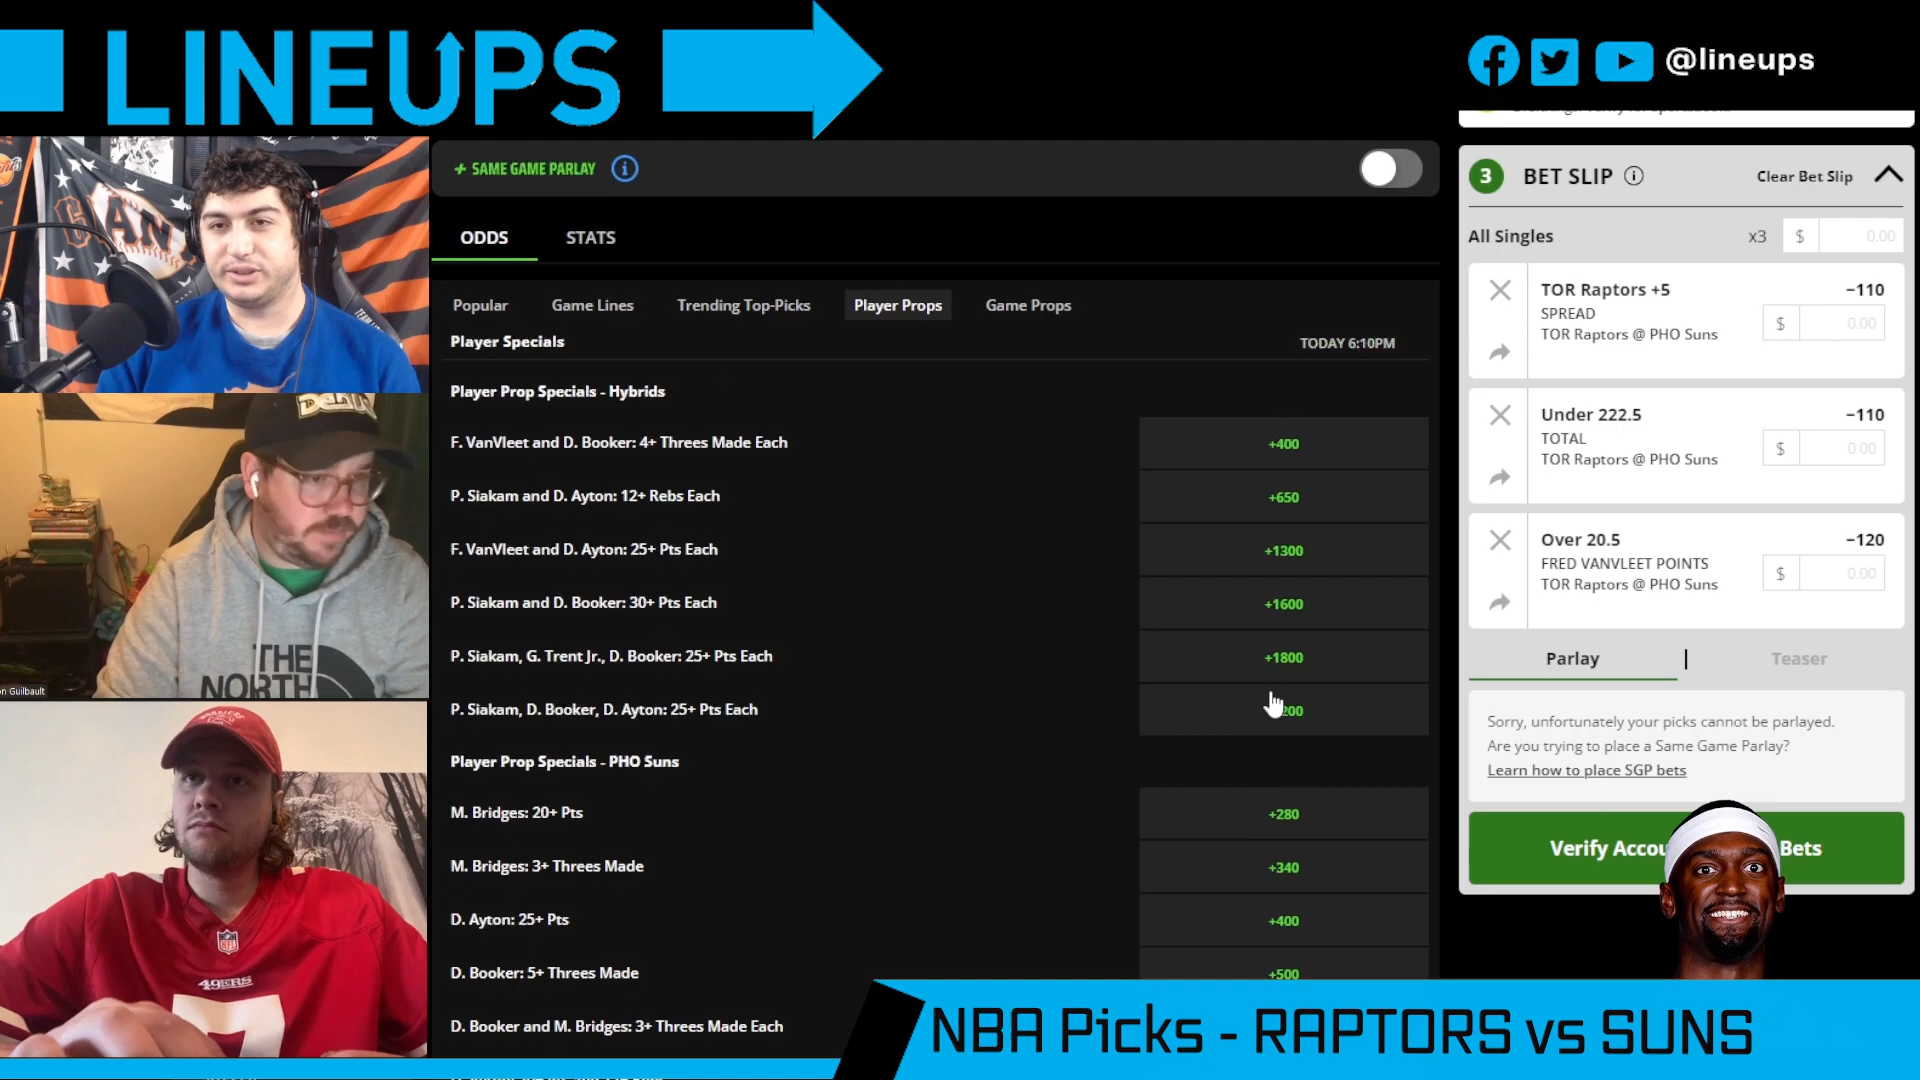 LINEUPS
@lineups
+ SAME GAME PARLAY
ODDS STATS
Popular Game Lines Trending Top-Picks Player Props Game Props
Player Specials TODAY 6:10PM
Player Prop Specials - Hybrids
F. VanVleet and D. Booker: 4+ Threes Made Each +400
P. Siakam and D. Ayton: 12+ Rebs Each +650
F. VanVleet and D. Ayton: 25+ Pts Each +1300
P. Siakam and D. Booker: 30+ Pts Each +1600
P. Siakam, G. Trent Jr., D. Booker: 25+ Pts Each +1800
P. Siakam, D. Booker, D. Ayton: 25+ Pts Each 200
Player Prop Specials - PHO Suns
M. Bridges: 20+ Pts +280
M. Bridges: 3+ Threes Made +340
D. Ayton: 25+ Pts +400
D. Booker: 5+ Threes Made +500
D. Booker and M. Bridges: 3+ Threes Made Each
3 BET SLIP Clear Bet Slip
All Singles x3 $ 0.00
TOR Raptors +5 −110
SPREAD
TOR Raptors @ PHO Suns $ 0.00
Under 222.5 −110
TOTAL
TOR Raptors @ PHO Suns $ 0.00
Over 20.5 −120
FRED VANVLEET POINTS
TOR Raptors @ PHO Suns $ 0.00
Parlay | Teaser
Sorry, unfortunately your picks cannot be parlayed.
Are you trying to place a Same Game Parlay?
Learn how to place SGP bets
Verify Accou Bets
GIAN
THE
NORTH
on Guilbault
NFL
49ERS
NBA Picks - RAPTORS vs SUNS